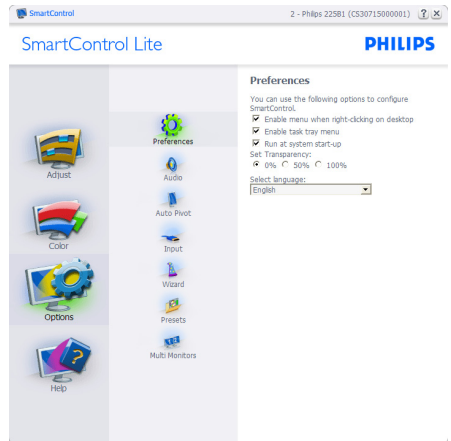 SmartControl
2 - Philips 225B1 (CS30715000001)
?
X
SmartControl Lite
PHILIPS
Adjust
Color
Options
Help
Preferences
Audio
Auto Pivot
Input
Wizard
Presets
Multi Monitors
Preferences
You can use the following options to configure
SmartControl.
Enable menu when right-clicking on desktop
Enable task tray menu
Run at system start-up
Set Transparency:
0% 50% 100%
Select language:
English